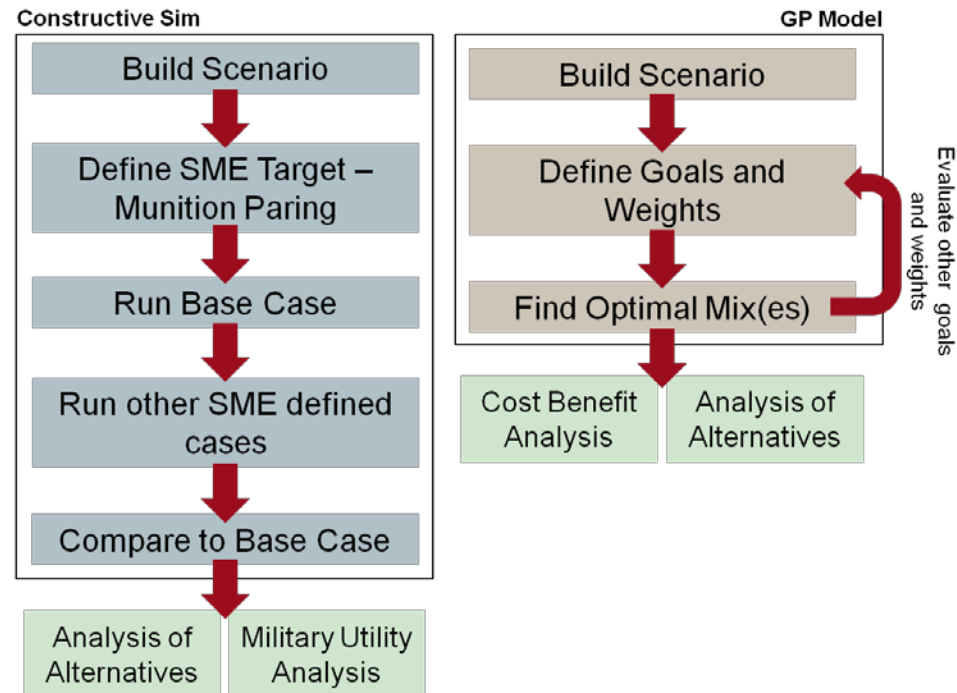 Constructive Sim
Build Scenario
Define SME Target –
Munition Paring
Run Base Case
Run other SME defined
cases
Compare to Base Case
Analysis of
Alternatives
Military Utility
Analysis
GP Model
Build Scenario
Define Goals and
Weights
Find Optimal Mix(es)
Evaluate other goals
and weights
Cost Benefit
Analysis
Analysis of
Alternatives